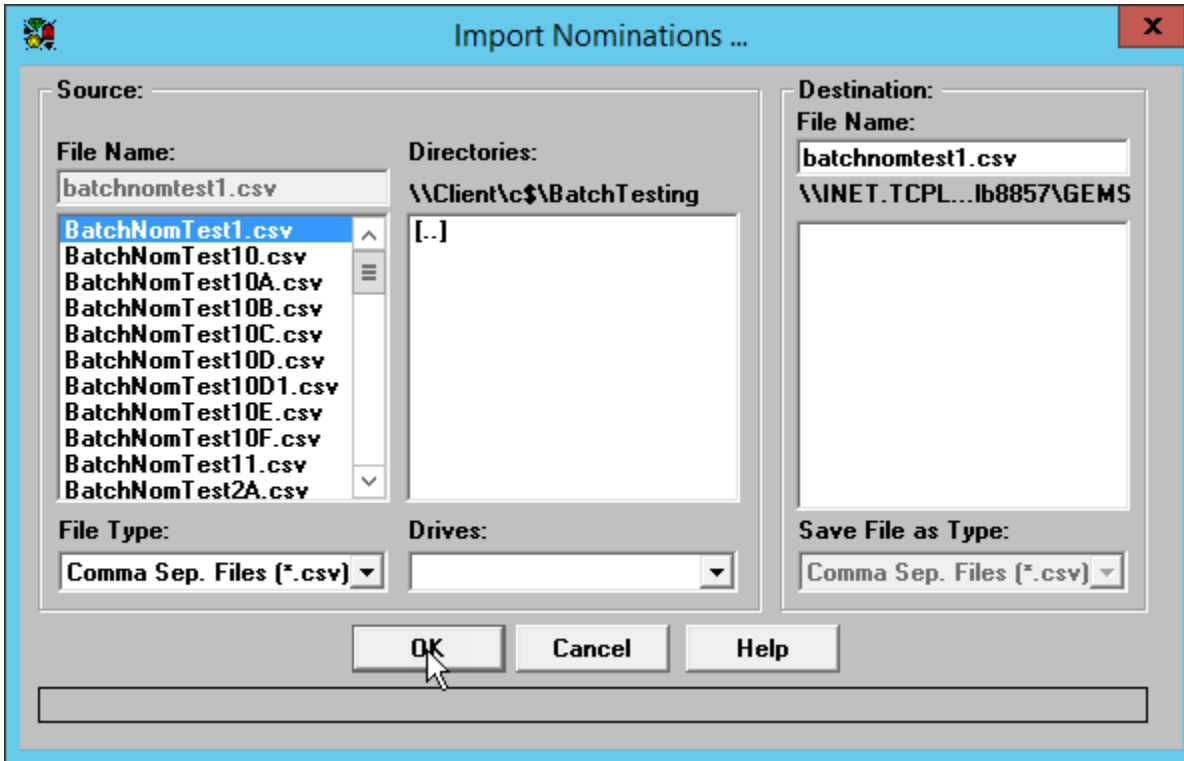 Import Nominations ...
x
Source:
File Name:
batchnomtest1.csv
BatchNomTest1.csv
BatchNomTest10.csv
BatchNomTest10A.csv
BatchNomTest10B.csv
BatchNomTest10C.csv
BatchNomTest10D.csv
BatchNomTest10D1.csv
BatchNomTest10E.csv
BatchNomTest10F.csv
BatchNomTest11.csv
BatchNomTest2A.csv
File Type:
Comma Sep. Files (*.csv)
Directories:
\\Client\c$\BatchTesting
[..]
Drives:
Destination:
File Name:
batchnomtest1.csv
\\INET.TCPL...lb8857\GEMS
Save File as Type:
Comma Sep. Files (*.csv)
OK
Cancel
Help